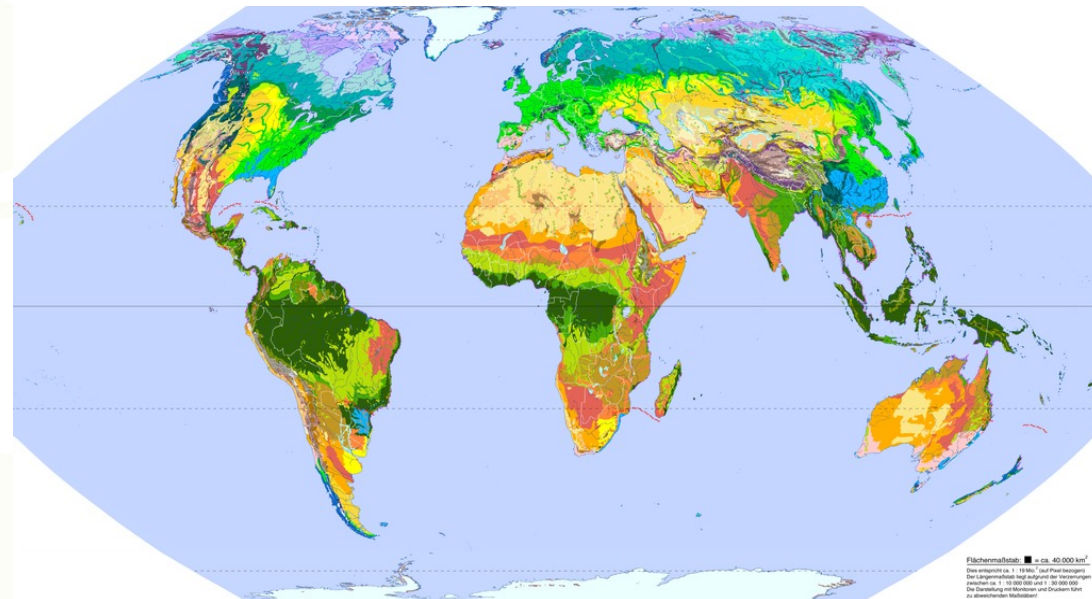 Flächenmaßstab: ■ = ca. 40.000 km²
Dies entspricht ca. 1 : 19 Mio.² (auf Pixel bezogen)
Der Längenmaßstab liegt aufgrund der Verzerrungen
zwischen ca. 1 : 10 000 000 und 1 : 30 000 000
Die Darstellung mit Monitoren und Druckern führt
zu abweichenden Maßstäben!